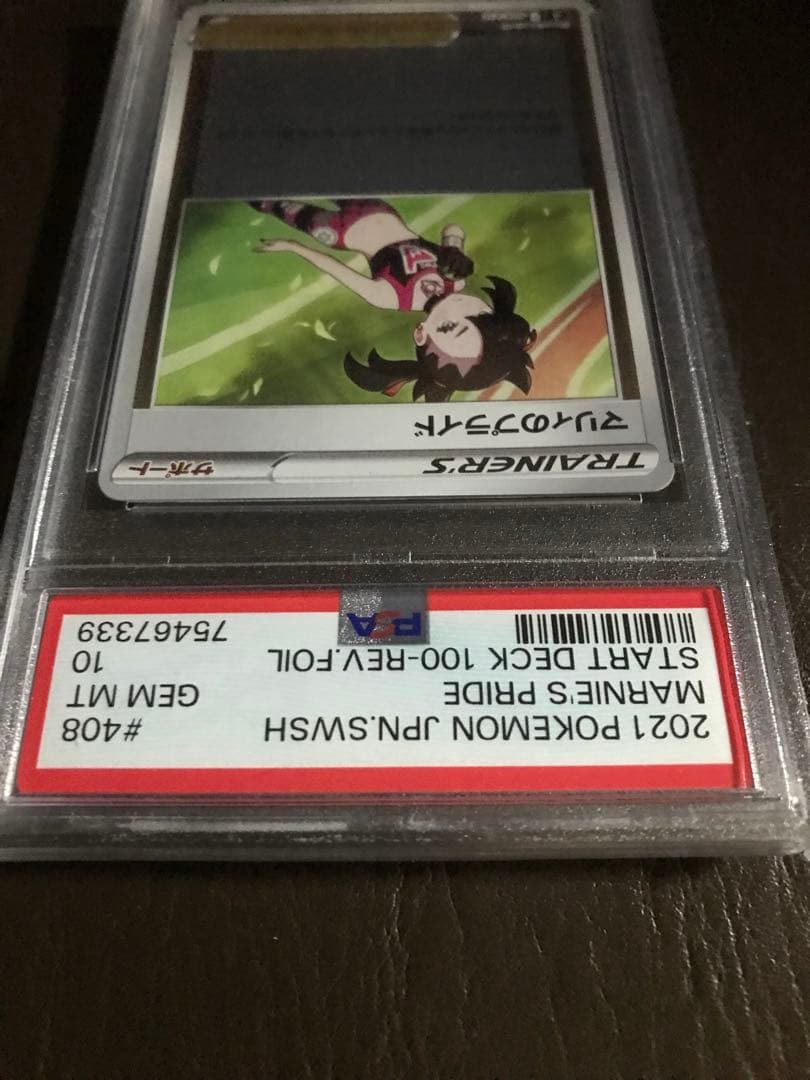 2021 POKEMON JPN.SWSH #408
MARNIE'S PRIDE GEM MT
START DECK 100-REV.FOIL 10
PSA 75467339
TRAINER'S サポート
マリィのプライド